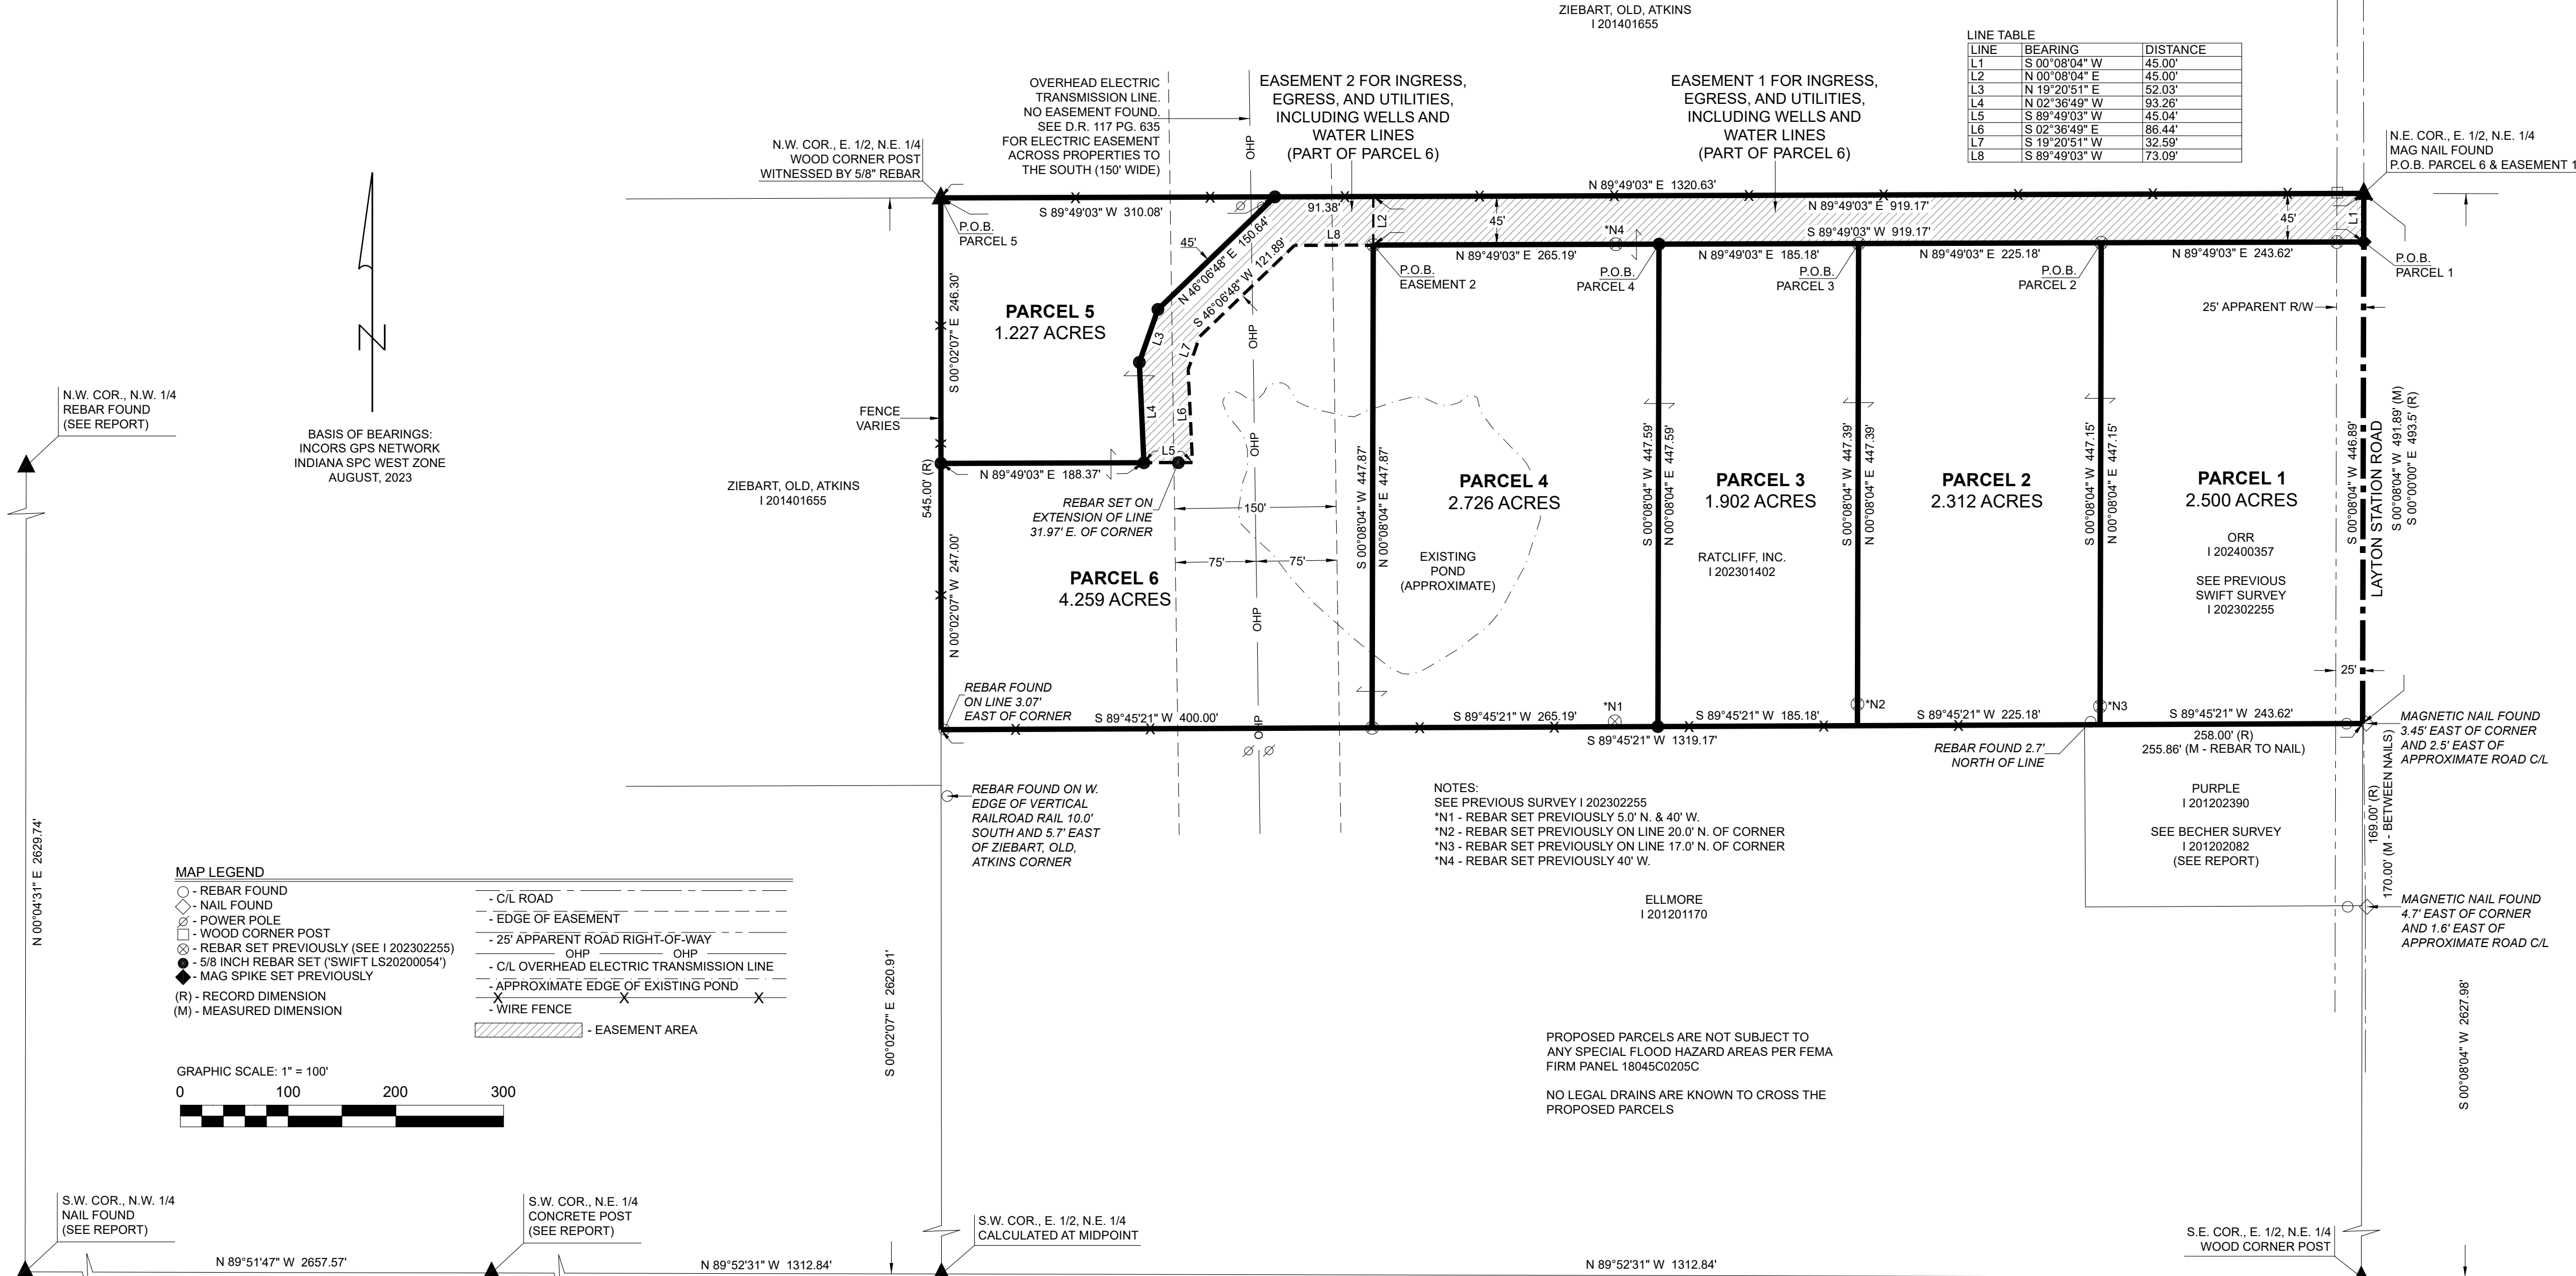 ZIEBART, OLD, ATKINS
I 201401655
LINE TABLE
LINE BEARING DISTANCE
L1 S 00°08'04" W 45.00'
L2 N 00°08'04" E 45.00'
L3 N 19°20'51" E 52.03'
L4 N 02°36'49" W 93.26'
L5 S 89°49'03" W 45.04'
L6 S 02°36'49" E 86.44'
L7 S 19°20'51" W 32.59'
L8 S 89°49'03" W 73.09'
OVERHEAD ELECTRIC
TRANSMISSION LINE.
NO EASEMENT FOUND.
SEE D.R. 117 PG. 635
FOR ELECTRIC EASEMENT
ACROSS PROPERTIES TO
THE SOUTH (150' WIDE)
EASEMENT 2 FOR INGRESS,
EGRESS, AND UTILITIES,
INCLUDING WELLS AND
WATER LINES
(PART OF PARCEL 6)
EASEMENT 1 FOR INGRESS,
EGRESS, AND UTILITIES,
INCLUDING WELLS AND
WATER LINES
(PART OF PARCEL 6)
N.W. COR., E. 1/2, N.E. 1/4
WOOD CORNER POST
WITNESSED BY 5/8" REBAR
N.E. COR., E. 1/2, N.E. 1/4
MAG NAIL FOUND
P.O.B. PARCEL 6 & EASEMENT 1
OHP
N 89°49'03" E 1320.63'
S 89°49'03" W 310.08'
91.38'
L2
45'
N 89°49'03" E 919.17'
45'
L1
P.O.B.
PARCEL 5
45'
N 46°06'48" E 150.64'
S 46°06'48" W 121.89'
L8
*N4
S 89°49'03" W 919.17'
N 89°49'03" E 265.19'
N 89°49'03" E 185.18'
N 89°49'03" E 225.18'
N 89°49'03" E 243.62'
P.O.B.
EASEMENT 2
P.O.B.
PARCEL 4
P.O.B.
PARCEL 3
P.O.B.
PARCEL 2
P.O.B.
PARCEL 1
25' APPARENT R/W
PARCEL 5
1.227 ACRES
S 00°02'07" E 246.30'
L3
L7
L4
L6
OHP
N
BASIS OF BEARINGS:
INCORS GPS NETWORK
INDIANA SPC WEST ZONE
AUGUST, 2023
N.W. COR., N.W. 1/4
REBAR FOUND
(SEE REPORT)
FENCE
VARIES
L5
N 89°49'03" E 188.37'
545.00' (R)
OHP
ZIEBART, OLD, ATKINS
I 201401655
REBAR SET ON
EXTENSION OF LINE
31.97' E. OF CORNER
150'
75'
75'
S 00°08'04" W 447.87'
N 00°08'04" E 447.87'
PARCEL 4
2.726 ACRES
EXISTING
POND
(APPROXIMATE)
S 00°08'04" W 447.59'
N 00°08'04" E 447.59'
PARCEL 3
1.902 ACRES
RATCLIFF, INC.
I 202301402
S 00°08'04" W 447.39'
N 00°08'04" E 447.39'
PARCEL 2
2.312 ACRES
S 00°08'04" W 447.15'
N 00°08'04" E 447.15'
PARCEL 1
2.500 ACRES
ORR
I 202400357
SEE PREVIOUS
SWIFT SURVEY
I 202302255
S 00°08'04" W 446.89'
LAYTON STATION ROAD
S 00°08'04" W 491.89' (M)
S 00°00'00" E 493.5' (R)
PARCEL 6
4.259 ACRES
N 00°02'07" W 247.00'
OHP
25'
REBAR FOUND
ON LINE 3.07'
EAST OF CORNER
S 89°45'21" W 400.00'
OHP
S 89°45'21" W 265.19'
*N1
S 89°45'21" W 185.18'
*N2
S 89°45'21" W 225.18'
*N3
S 89°45'21" W 243.62'
S 89°45'21" W 1319.17'
258.00' (R)
255.86' (M - REBAR TO NAIL)
REBAR FOUND 2.7'
NORTH OF LINE
MAGNETIC NAIL FOUND
3.45' EAST OF CORNER
AND 2.5' EAST OF
APPROXIMATE ROAD C/L
REBAR FOUND ON W.
EDGE OF VERTICAL
RAILROAD RAIL 10.0'
SOUTH AND 5.7' EAST
OF ZIEBART, OLD,
ATKINS CORNER
NOTES:
SEE PREVIOUS SURVEY I 202302255
*N1 - REBAR SET PREVIOUSLY 5.0' N. & 40' W.
*N2 - REBAR SET PREVIOUSLY ON LINE 20.0' N. OF CORNER
*N3 - REBAR SET PREVIOUSLY ON LINE 17.0' N. OF CORNER
*N4 - REBAR SET PREVIOUSLY 40' W.
PURPLE
I 201202390
SEE BECHER SURVEY
I 201202082
(SEE REPORT)
169.00' (R)
170.00' (M - BETWEEN NAILS)
ELLMORE
I 201201170
MAGNETIC NAIL FOUND
4.7' EAST OF CORNER
AND 1.6' EAST OF
APPROXIMATE ROAD C/L
N 00°04'31" E 2629.74'
MAP LEGEND
- REBAR FOUND
- NAIL FOUND
- POWER POLE
- WOOD CORNER POST
- REBAR SET PREVIOUSLY (SEE I 202302255)
- 5/8 INCH REBAR SET ('SWIFT LS20200054')
- MAG SPIKE SET PREVIOUSLY
(R) - RECORD DIMENSION
(M) - MEASURED DIMENSION
- C/L ROAD
- EDGE OF EASEMENT
- 25' APPARENT ROAD RIGHT-OF-WAY
OHP OHP
- C/L OVERHEAD ELECTRIC TRANSMISSION LINE
- APPROXIMATE EDGE OF EXISTING POND
X X X
- WIRE FENCE
- EASEMENT AREA
S 00°02'07" E 2620.91'
S 00°08'04" W 2627.98'
PROPOSED PARCELS ARE NOT SUBJECT TO
ANY SPECIAL FLOOD HAZARD AREAS PER FEMA
FIRM PANEL 18045C0205C
NO LEGAL DRAINS ARE KNOWN TO CROSS THE
PROPOSED PARCELS
GRAPHIC SCALE: 1" = 100'
0 100 200 300
S.W. COR., N.W. 1/4
NAIL FOUND
(SEE REPORT)
S.W. COR., N.E. 1/4
CONCRETE POST
(SEE REPORT)
S.W. COR., E. 1/2, N.E. 1/4
CALCULATED AT MIDPOINT
S.E. COR., E. 1/2, N.E. 1/4
WOOD CORNER POST
N 89°51'47" W 2657.57'
N 89°52'31" W 1312.84'
N 89°52'31" W 1312.84'